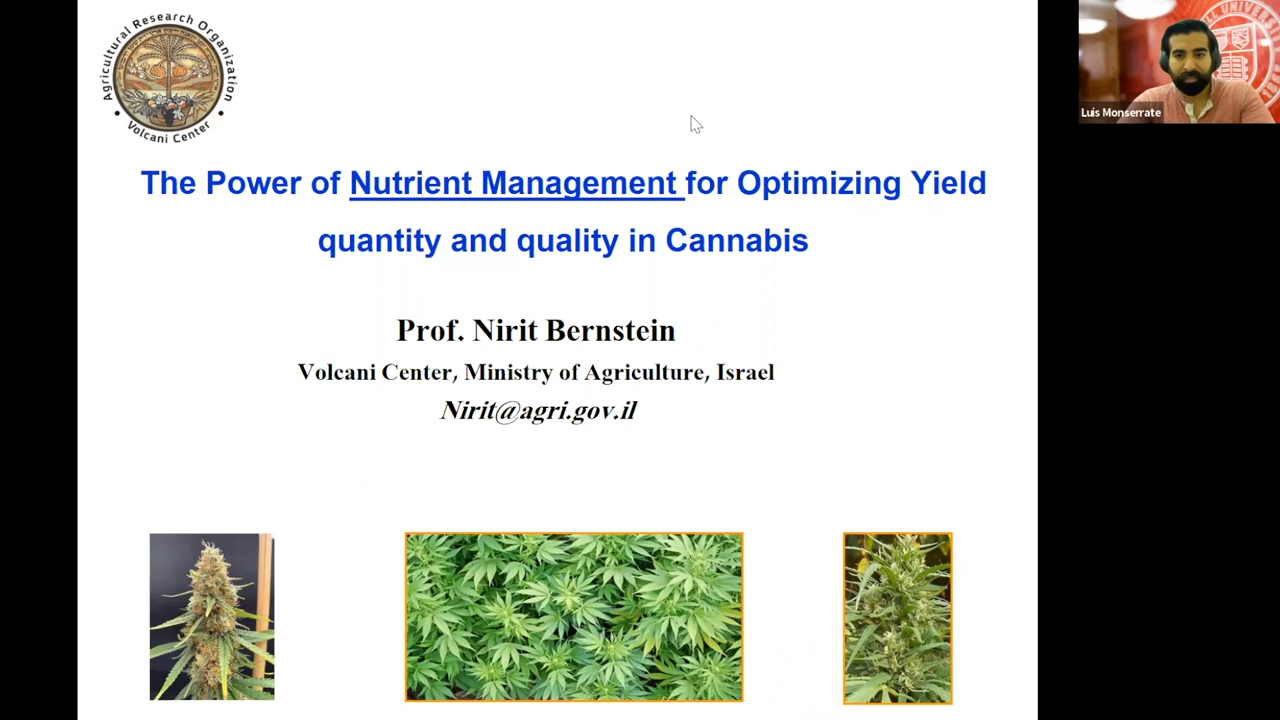 Agricultural Research Organization
• Volcani Center •
The Power of Nutrient Management for Optimizing Yield
quantity and quality in Cannabis
Prof. Nirit Bernstein
Volcani Center, Ministry of Agriculture, Israel
Nirit@agri.gov.il
Luis Monserrate